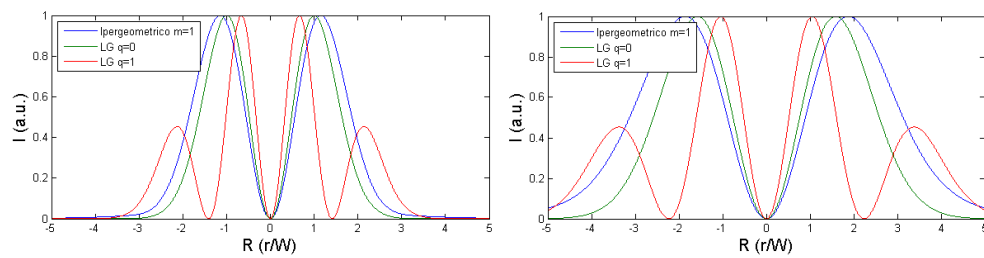 I (a.u.)
1
0.8
0.6
0.4
0.2
0
Ipergeometrico m=1
LG q=0
LG q=1
-5 -4 -3 -2 -1 0 1 2 3 4 5
R (r/W)
I (a.u.)
1
0.8
0.6
0.4
0.2
0
Ipergeometrico m=1
LG q=0
LG q=1
-5 -4 -3 -2 -1 0 1 2 3 4 5
R (r/W)